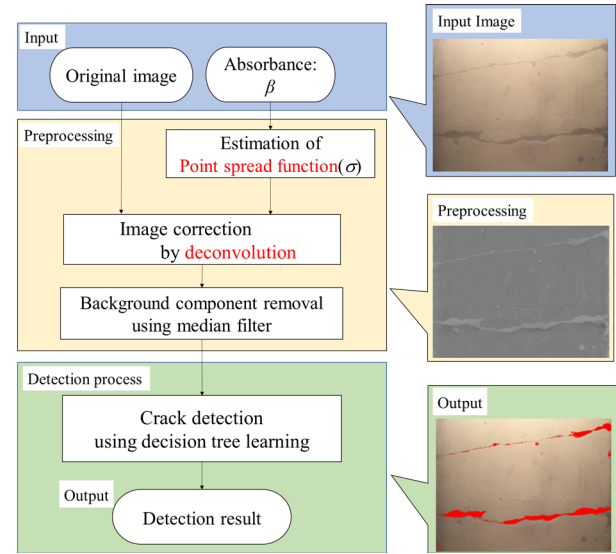 Input
Original image
Absorbance:
β
Preprocessing
Estimation of
Point spread function(σ)
Image correction
by deconvolution
Background component removal
using median filter
Detection process
Crack detection
using decision tree learning
Output
Detection result
Input Image
Preprocessing
Output